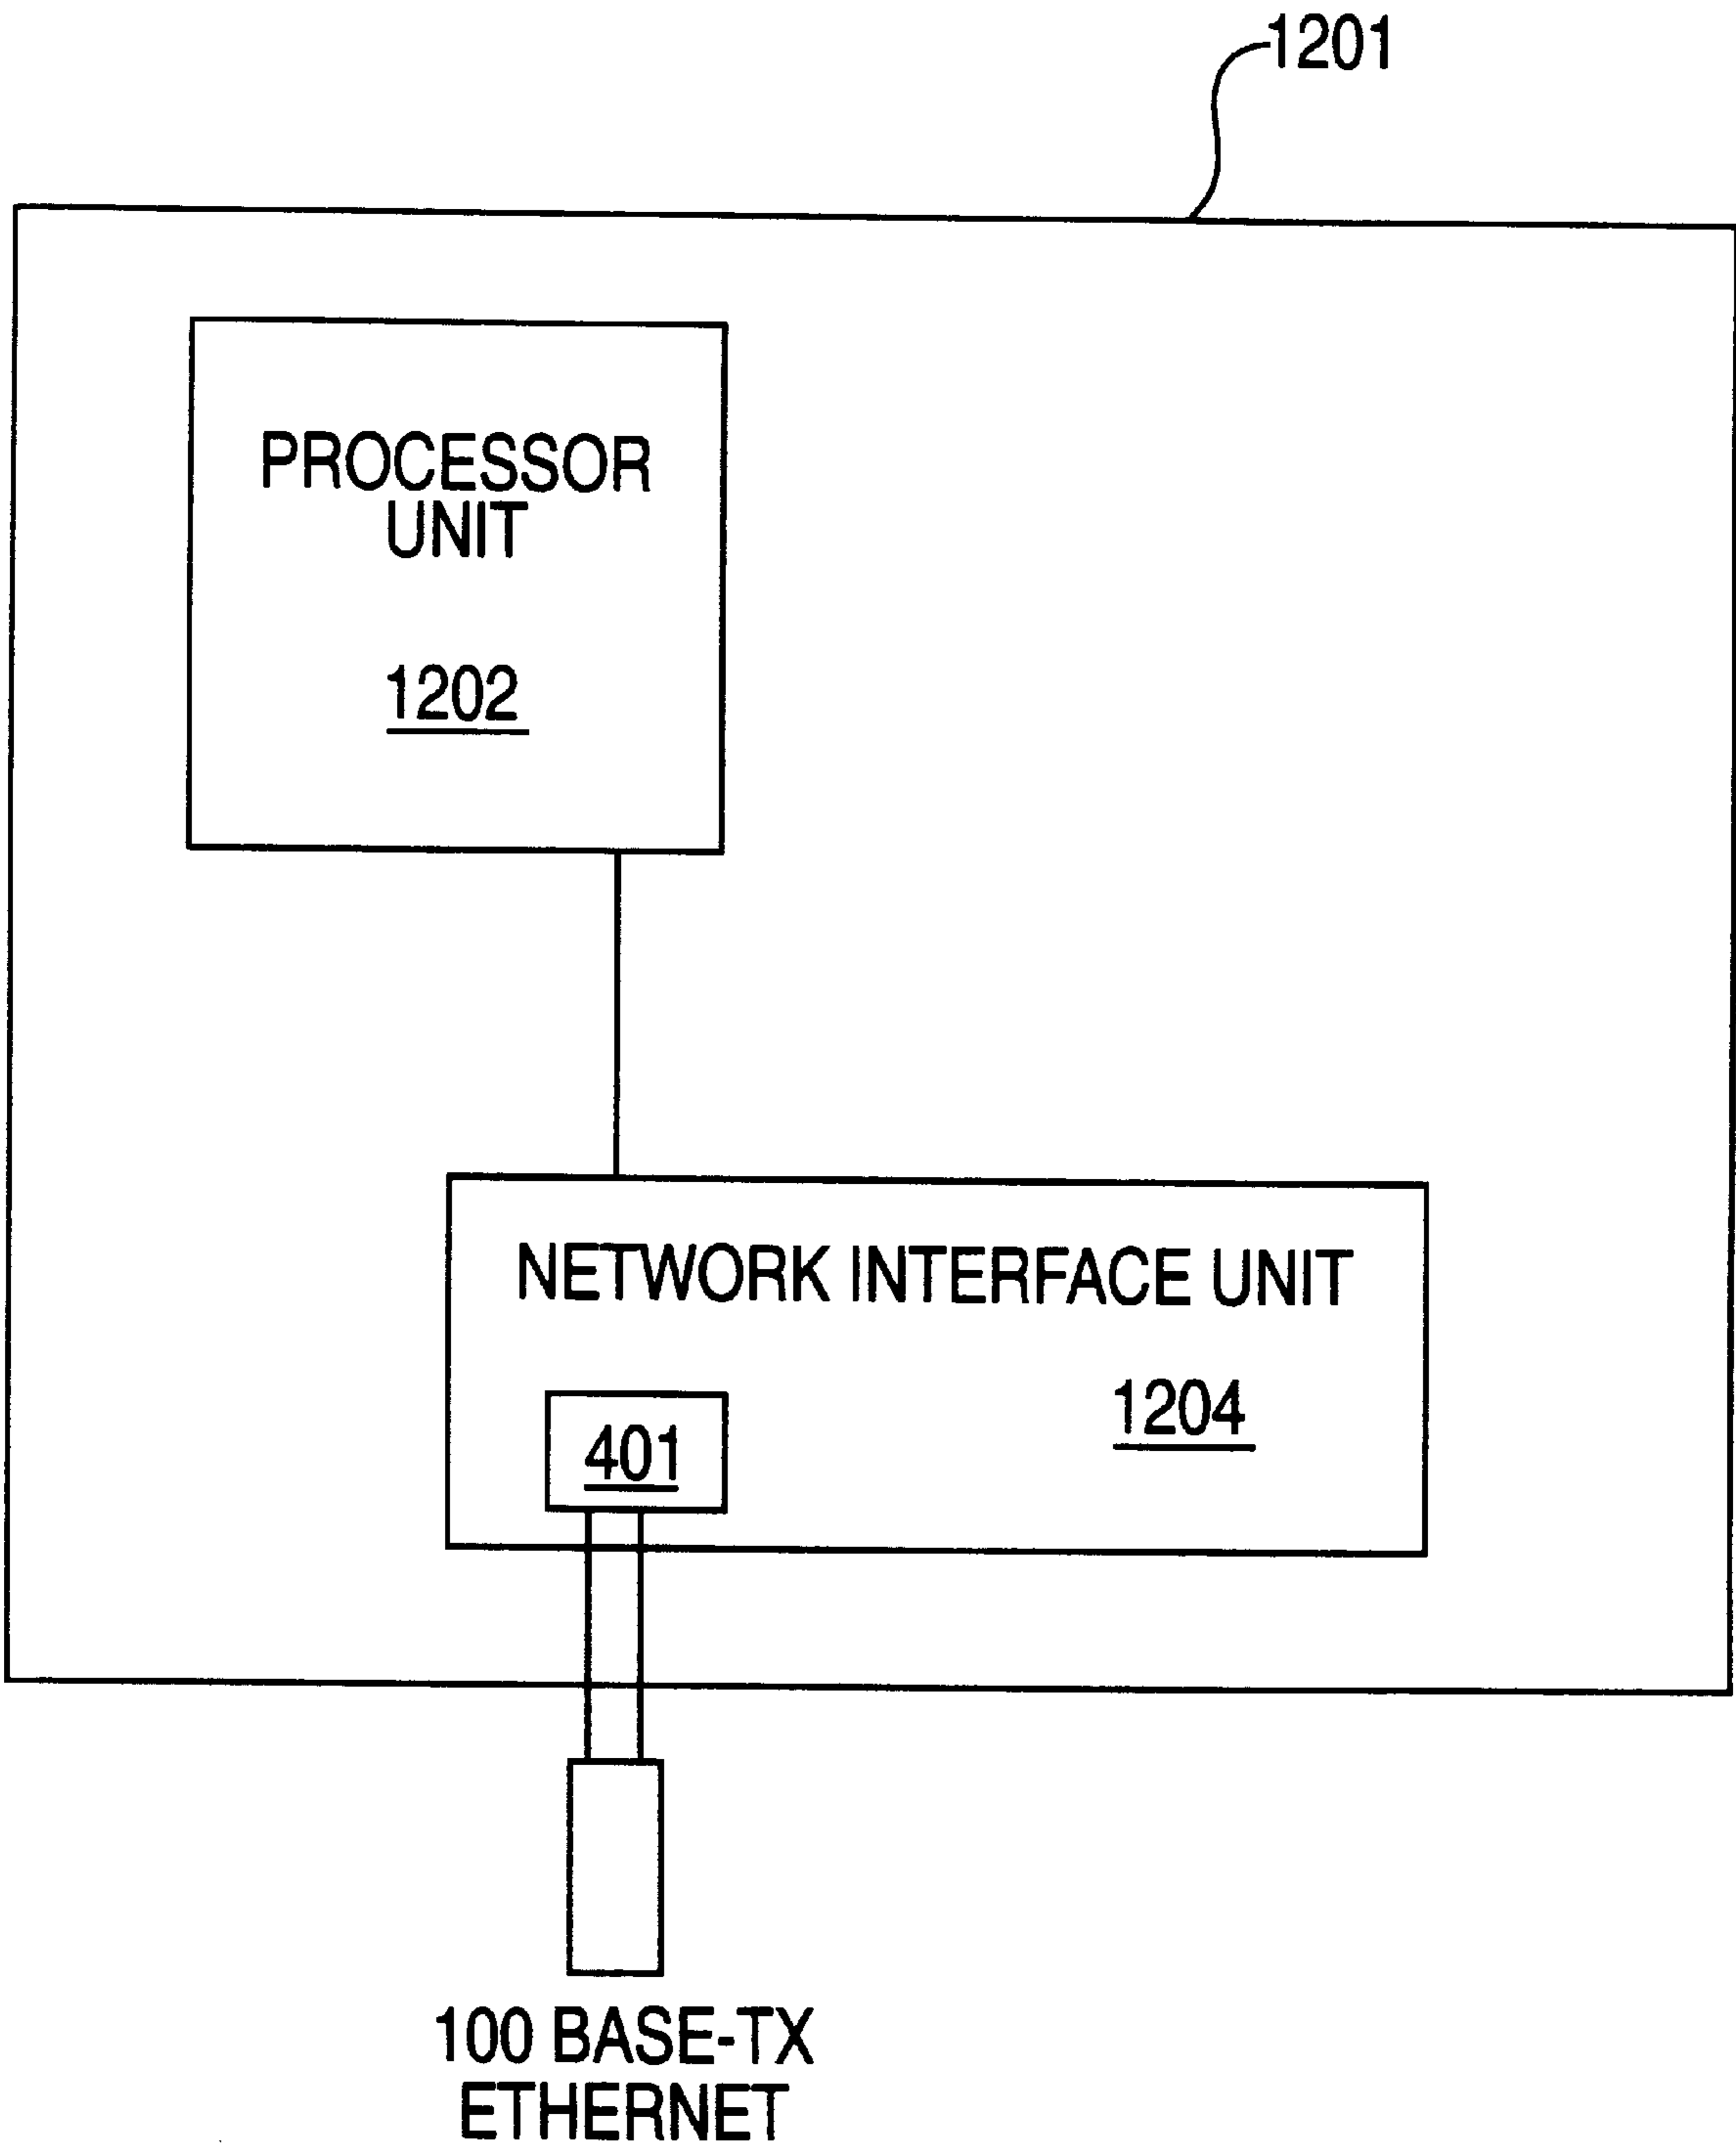 1201
PROCESSOR
UNIT
1202
NETWORK INTERFACE UNIT
1204
401
100 BASE-TX
ETHERNET